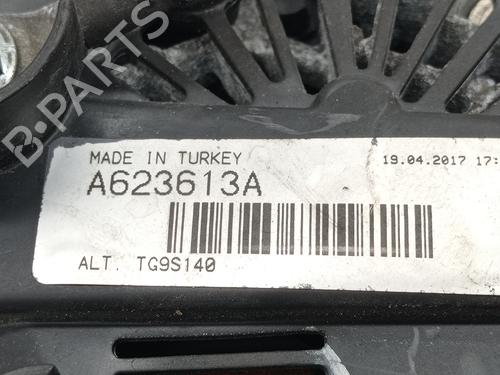 B-PARTS
MADE IN TURKEY
19.04.2017 17:
A623613A
ALT. TG9S140